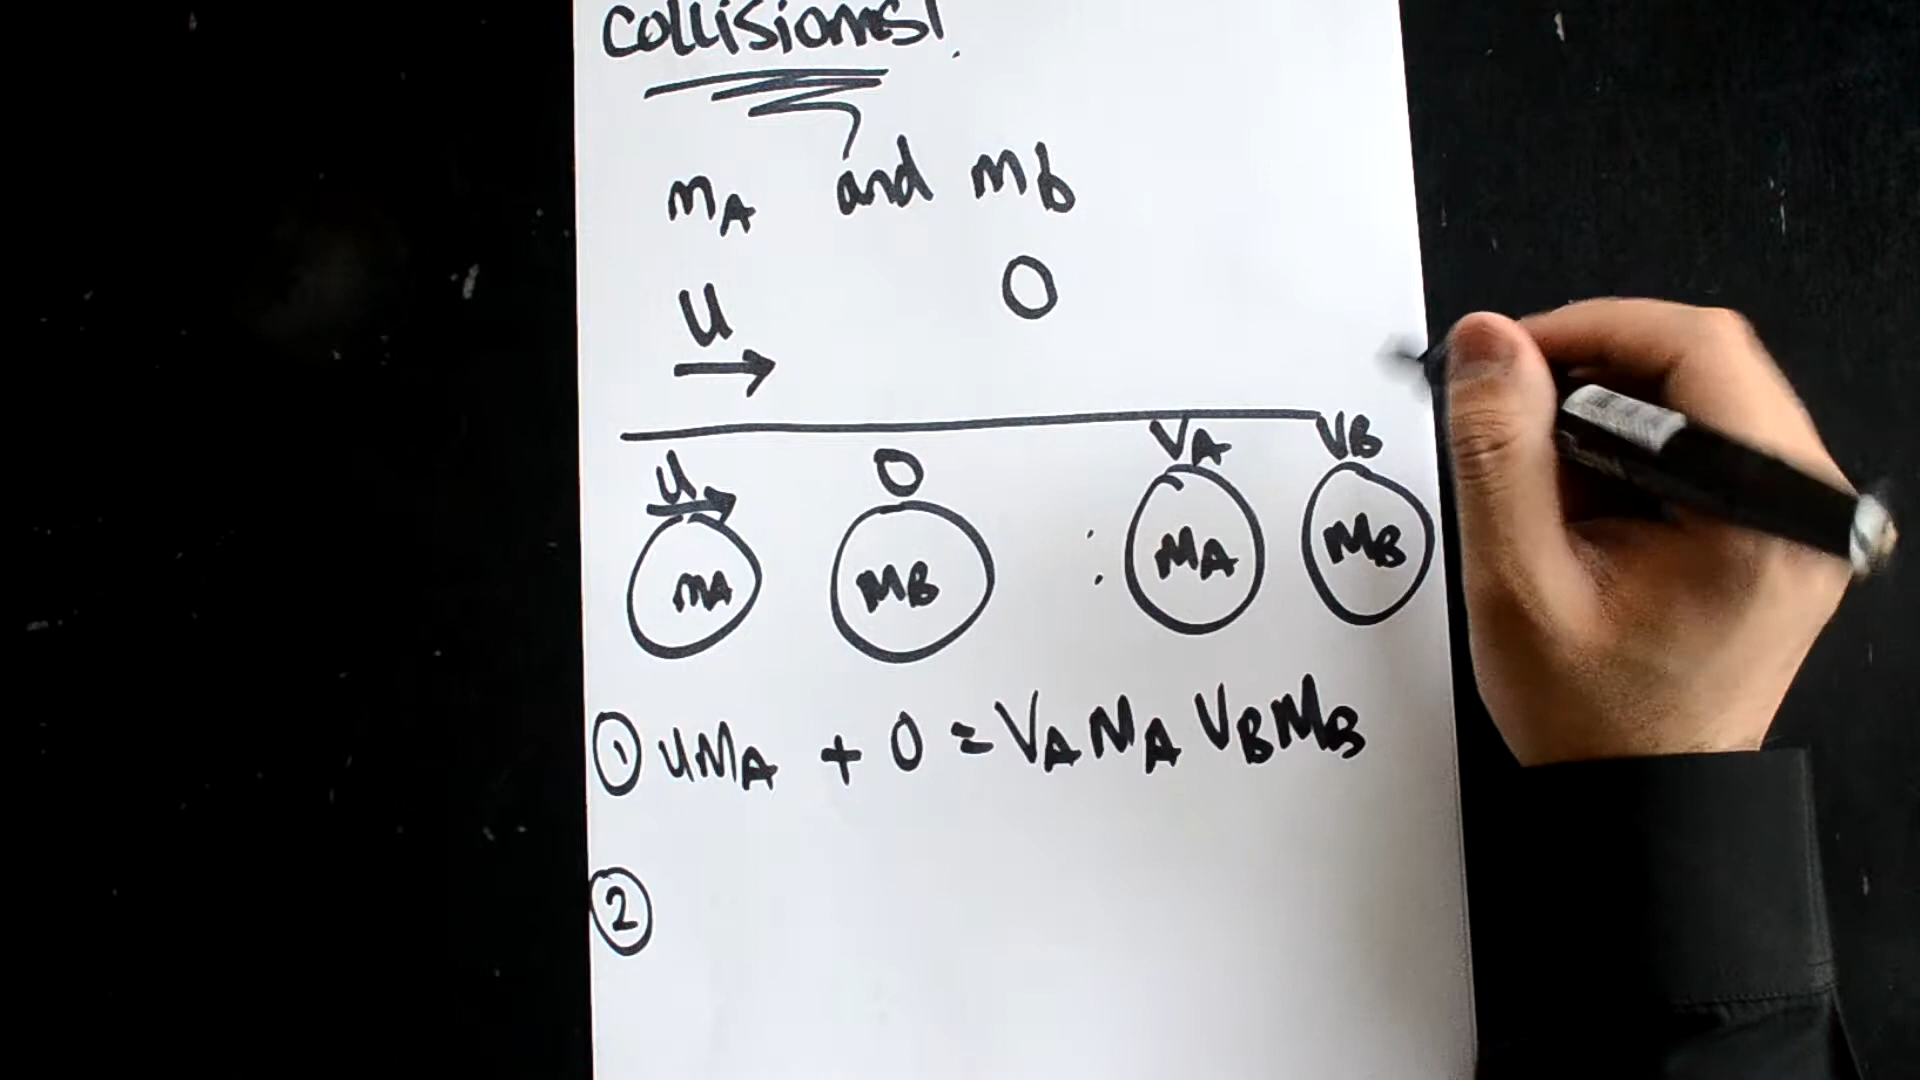 Collisions!
mA and mb
U 0
U 0 VA VB
mA MB : MA MB
① UMA + 0 = VAMA VBMB
②